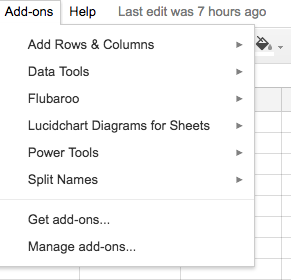 Add-ons Help Last edit was 7 hours ago
Add Rows & Columns
Data Tools
Flubaroo
Lucidchart Diagrams for Sheets
Power Tools
Split Names
Get add-ons...
Manage add-ons...